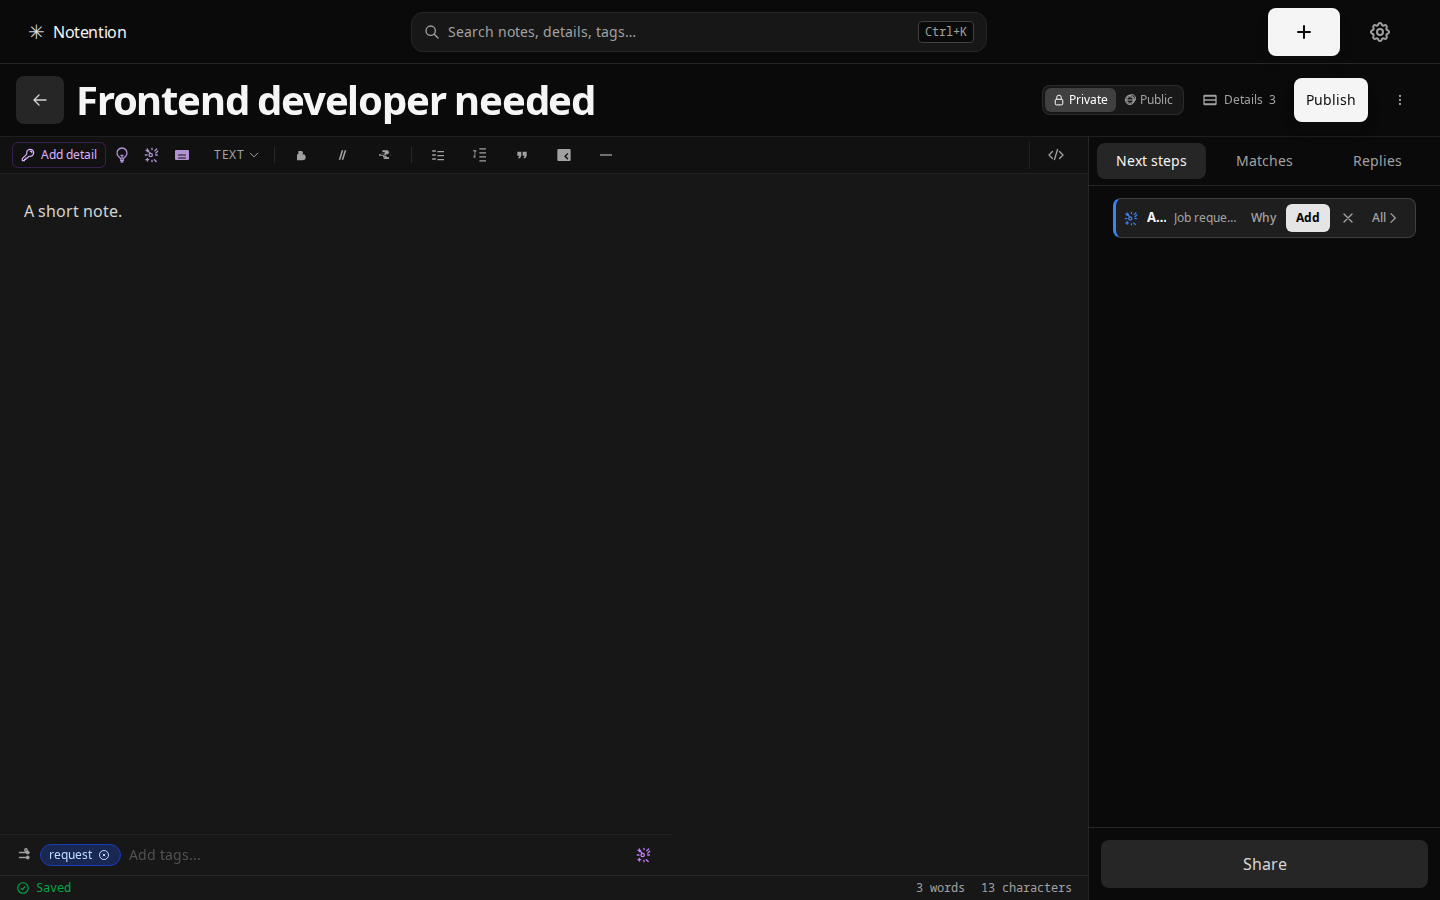 Notention
Search notes, details, tags...
Ctrl+K
Frontend developer needed
Private
Public
Details 3
Publish
Add detail
TEXT
Next steps
Matches
Replies
A short note.
A... Job reque... Why Add All
request
Add tags...
Share
Saved
3 words 13 characters